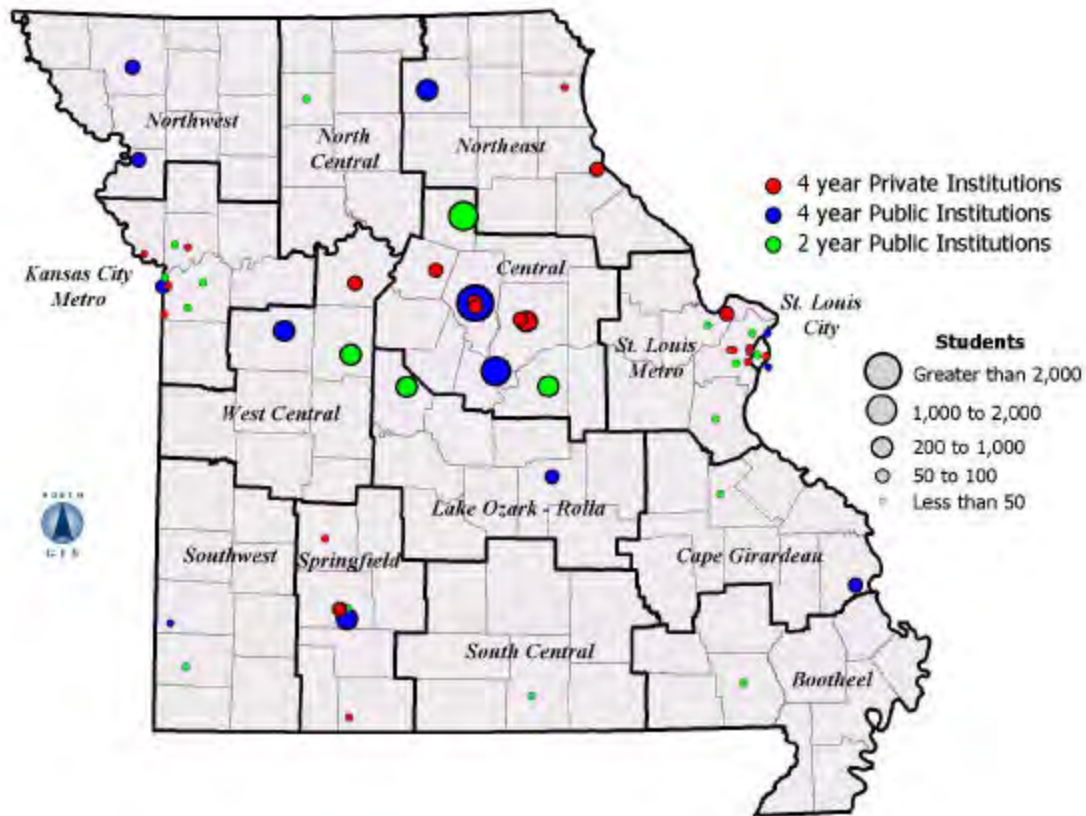 Northwest
North
Central
Northeast
4 year Private Institutions
4 year Public Institutions
2 year Public Institutions
Kansas City
Metro
Central
St. Louis
City
St. Louis
Metro
Students
Greater than 2,000
1,000 to 2,000
200 to 1,000
50 to 100
Less than 50
West Central
NORTH
Lake Ozark - Rolla
Southwest
Springfield
Cape Girardeau
South Central
Bootheel